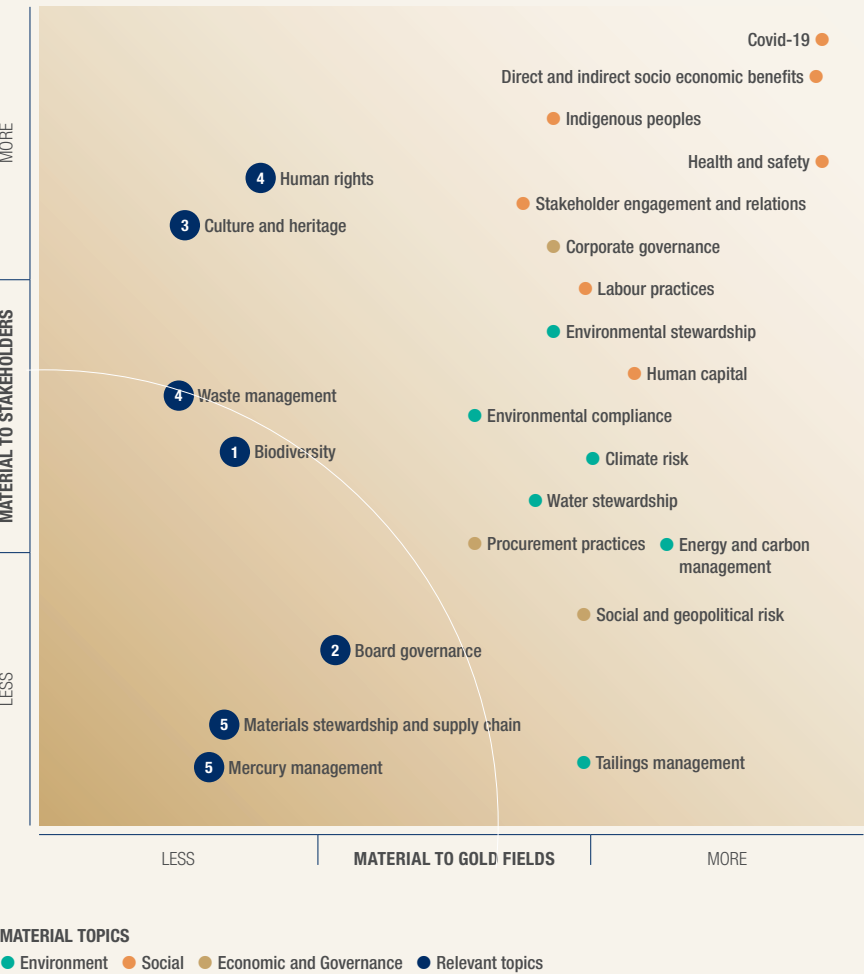 Covid-19
Direct and indirect socio economic benefits
Indigenous peoples
MORE
Health and safety
4 Human rights
Stakeholder engagement and relations
3 Culture and heritage
Corporate governance
Labour practices
Environmental stewardship
MATERIAL TO STAKEHOLDERS
Human capital
4 Waste management
Environmental compliance
1 Biodiversity
Climate risk
Water stewardship
Procurement practices
Energy and carbon
management
Social and geopolitical risk
2 Board governance
LESS
5 Materials stewardship and supply chain
Tailings management
5 Mercury management
LESS
MATERIAL TO GOLD FIELDS
MORE
MATERIAL TOPICS
Environment Social Economic and Governance Relevant topics